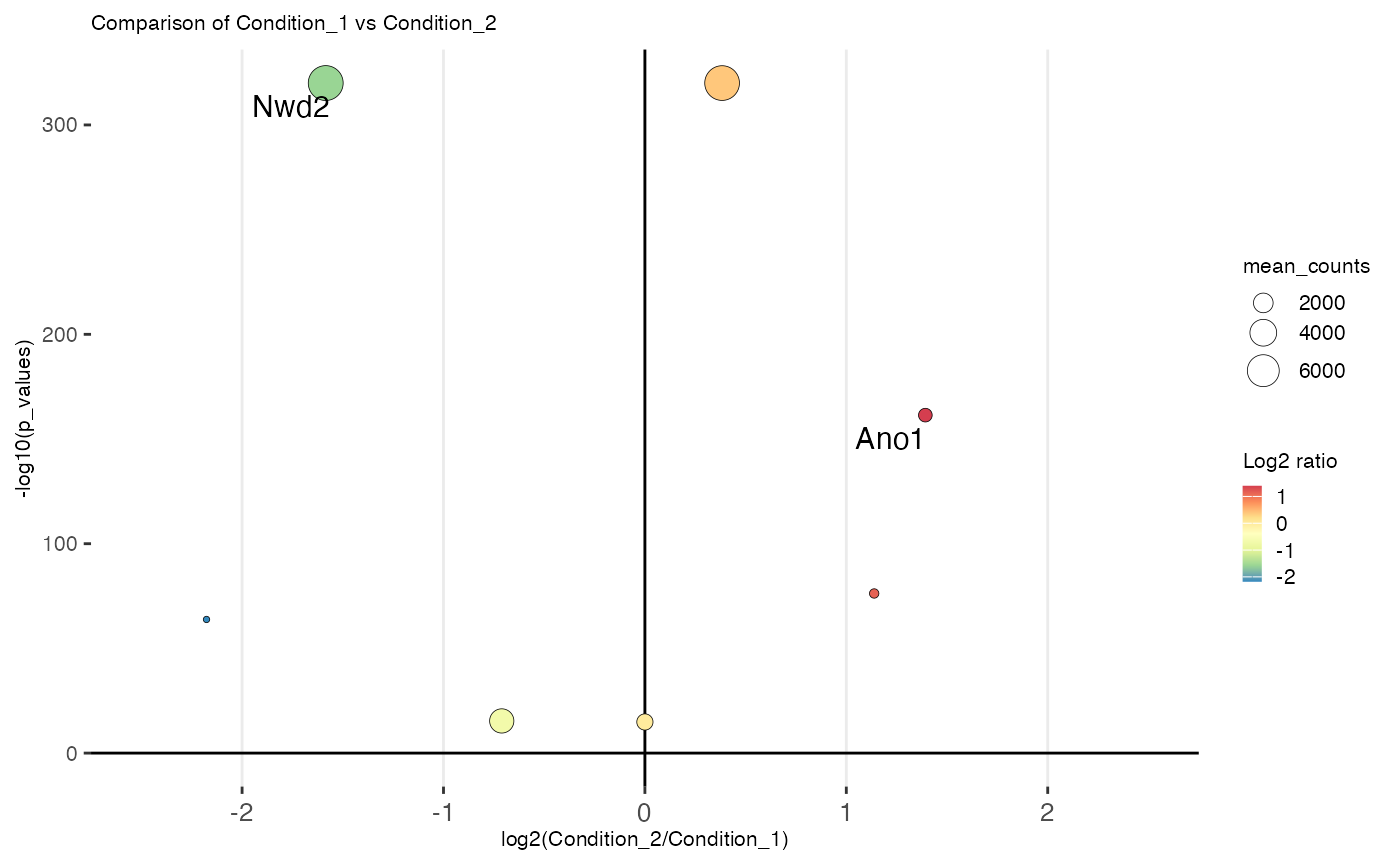 Comparison of Condition_1 vs Condition_2
Nwd2
Ano1
-log10(p_values)
300
200
100
0
-2
-1
0
1
2
log2(Condition_2/Condition_1)
mean_counts
2000
4000
6000
Log2 ratio
1
0
-1
-2